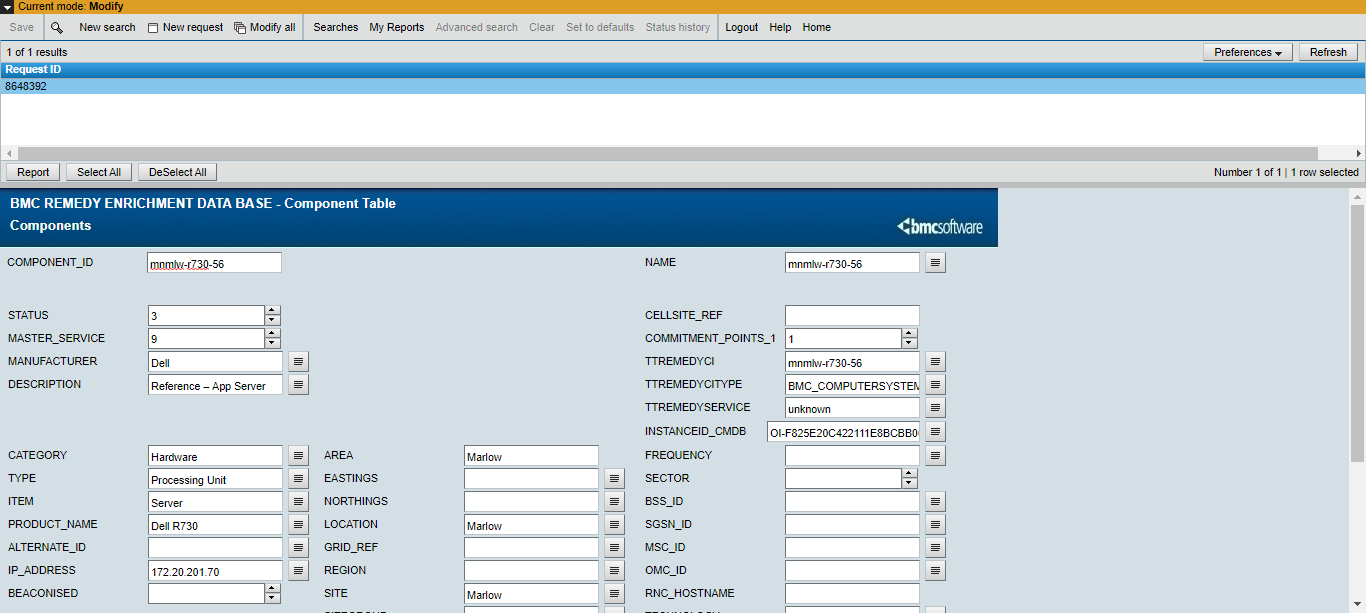 Current mode: Modify
Save New search New request Modify all Searches My Reports Advanced search Clear Set to defaults Status history Logout Help Home
1 of 1 results Preferences Refresh
Request ID
8648392
Report Select All DeSelect All Number 1 of 1 | 1 row selected
BMC REMEDY ENRICHMENT DATA BASE - Component Table
Components bmcsoftware
COMPONENT_ID mnmlw-r730-56 NAME mnmlw-r730-56
STATUS 3 CELLSITE_REF
MASTER_SERVICE 9 COMMITMENT_POINTS_1 1
MANUFACTURER Dell TTREMEDYCI mnmlw-r730-56
DESCRIPTION Reference – App Server TTREMEDYCITYPE BMC_COMPUTERSYSTEM
TTREMEDYSERVICE unknown
INSTANCEID_CMDB OI-F825E20C422111E8BCBB0
CATEGORY Hardware AREA Marlow FREQUENCY
TYPE Processing Unit EASTINGS SECTOR
ITEM Server NORTHINGS BSS_ID
PRODUCT_NAME Dell R730 LOCATION Marlow SGSN_ID
ALTERNATE_ID GRID_REF MSC_ID
IP_ADDRESS 172.20.201.70 REGION OMC_ID
BEACONISED SITE Marlow RNC_HOSTNAME